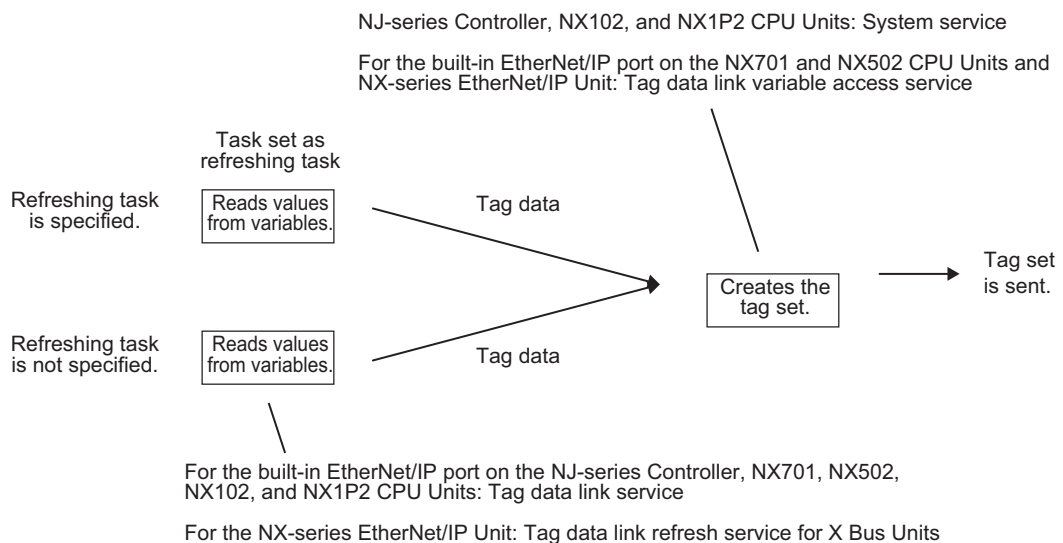 NJ-series Controller, NX102, and NX1P2 CPU Units: System service
For the built-in EtherNet/IP port on the NX701 and NX502 CPU Units and
NX-series EtherNet/IP Unit: Tag data link variable access service
Task set as
refreshing task
Refreshing task
is specified.
Reads values
from variables.
Tag data
Creates the
tag set.
Tag set
is sent.
Refreshing task
is not specified.
Reads values
from variables.
Tag data
For the built-in EtherNet/IP port on the NJ-series Controller, NX701, NX502,
NX102, and NX1P2 CPU Units: Tag data link service
For the NX-series EtherNet/IP Unit: Tag data link refresh service for X Bus Units